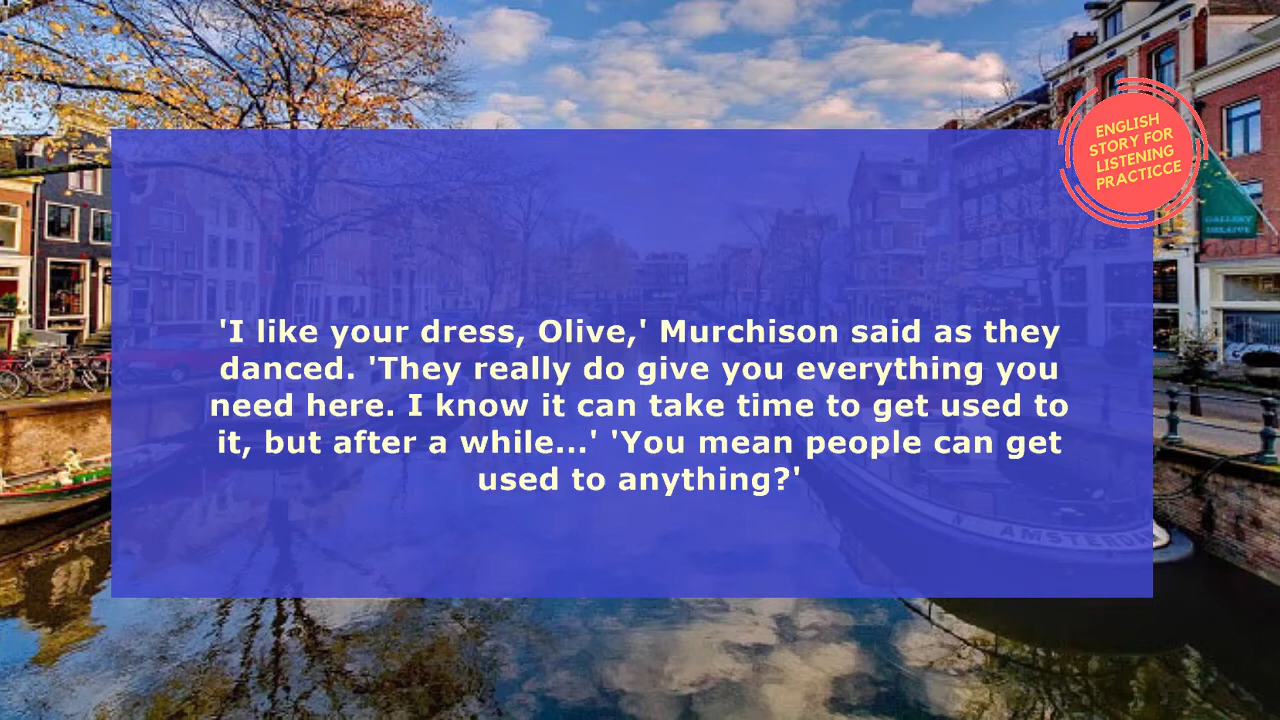 ENGLISH
STORY FOR
LISTENING
PRACTICCE
GALLERY
'I like your dress, Olive,' Murchison said as they
danced. 'They really do give you everything you
need here. I know it can take time to get used to
it, but after a while...' 'You mean people can get
used to anything?'
AMSTERDAM